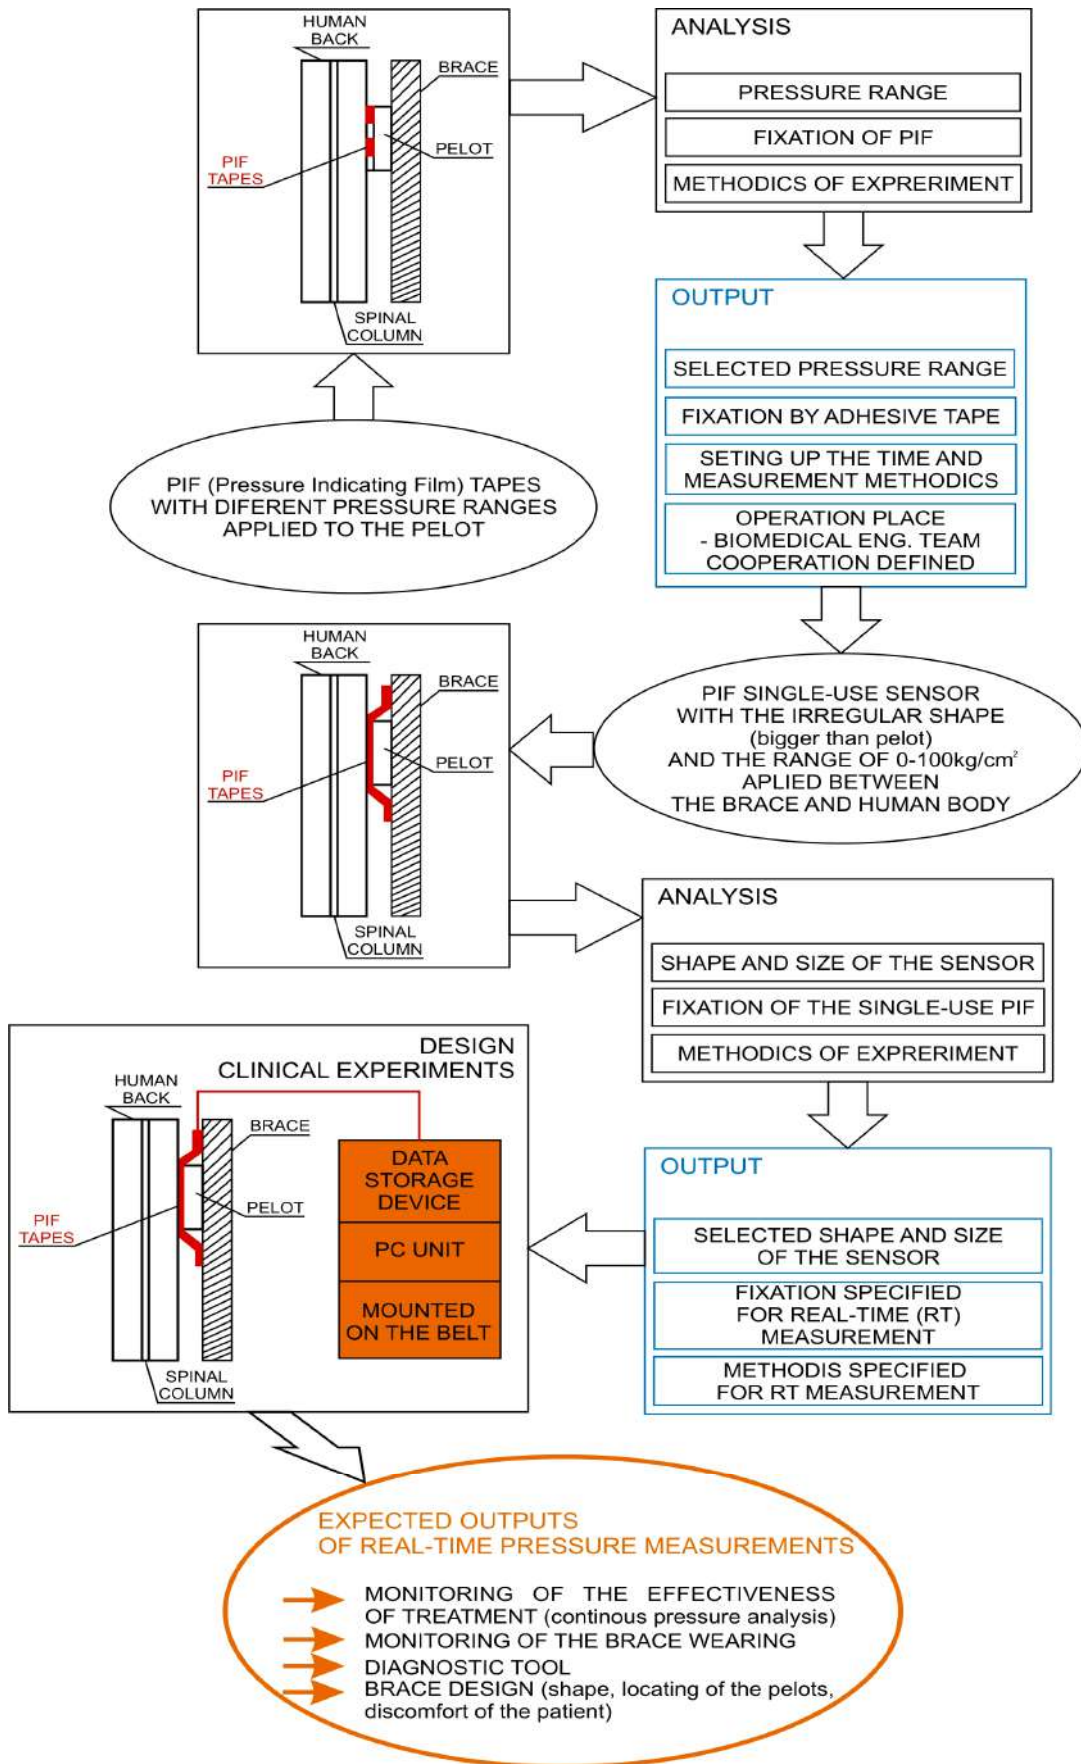 HUMAN
BACK
BRACE
PELOT
PIF
TAPES
SPINAL
COLUMN
ANALYSIS
PRESSURE RANGE
FIXATION OF PIF
METHODICS OF EXPRERIMENT
OUTPUT
SELECTED PRESSURE RANGE
FIXATION BY ADHESIVE TAPE
SETING UP THE TIME AND
MEASUREMENT METHODICS
OPERATION PLACE
- BIOMEDICAL ENG. TEAM
COOPERATION DEFINED
PIF (Pressure Indicating Film) TAPES
WITH DIFERENT PRESSURE RANGES
APPLIED TO THE PELOT
PIF SINGLE-USE SENSOR
WITH THE IRREGULAR SHAPE
(bigger than pelot)
AND THE RANGE OF 0-100kg/cm²
APLIED BETWEEN
THE BRACE AND HUMAN BODY
HUMAN
BACK
BRACE
PELOT
PIF
TAPES
SPINAL
COLUMN
ANALYSIS
SHAPE AND SIZE OF THE SENSOR
FIXATION OF THE SINGLE-USE PIF
METHODICS OF EXPRERIMENT
OUTPUT
SELECTED SHAPE AND SIZE
OF THE SENSOR
FIXATION SPECIFIED
FOR REAL-TIME (RT)
MEASUREMENT
METHODIS SPECIFIED
FOR RT MEASUREMENT
DESIGN
CLINICAL EXPERIMENTS
HUMAN
BACK
BRACE
PELOT
PIF
TAPES
SPINAL
COLUMN
DATA
STORAGE
DEVICE
PC UNIT
MOUNTED
ON THE BELT
EXPECTED OUTPUTS
OF REAL-TIME PRESSURE MEASUREMENTS
MONITORING OF THE EFFECTIVENESS
OF TREATMENT (continous pressure analysis)
MONITORING OF THE BRACE WEARING
DIAGNOSTIC TOOL
BRACE DESIGN (shape, locating of the pelots,
discomfort of the patient)